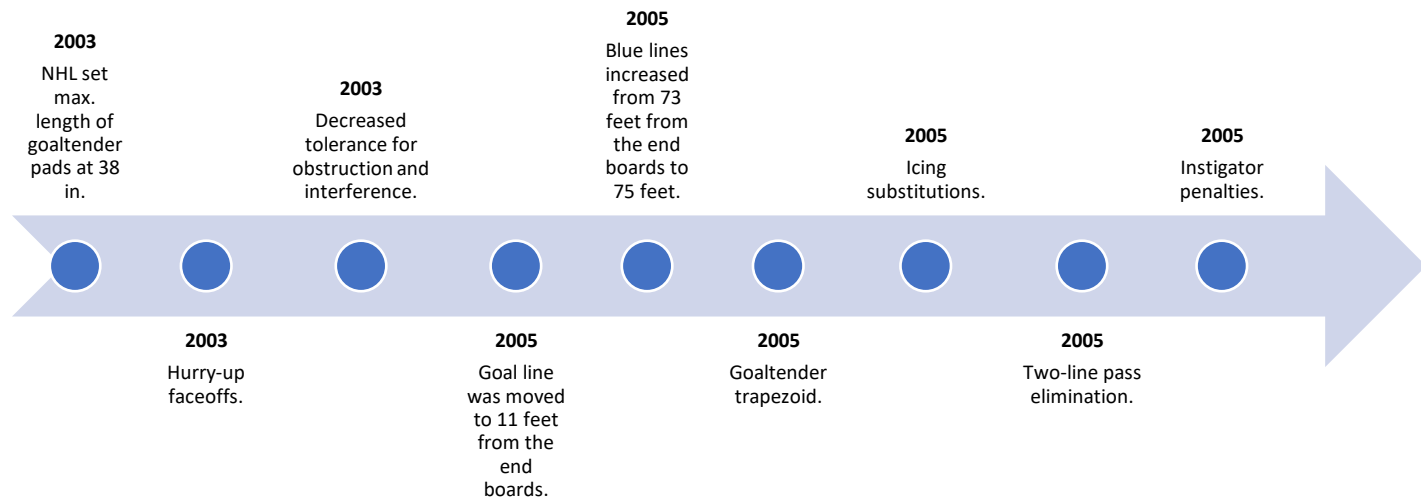 2003
NHL set
max.
length of
goaltender
pads at 38
in.
2003
Hurry-up
faceoffs.
2003
Decreased
tolerance for
obstruction and
interference.
2005
Goal line
was moved
to 11 feet
from the
end
boards.
2005
Blue lines
increased
from 73
feet from
the end
boards to
75 feet.
2005
Goaltender
trapezoid.
2005
Icing
substitutions.
2005
Two-line pass
elimination.
2005
Instigator
penalties.